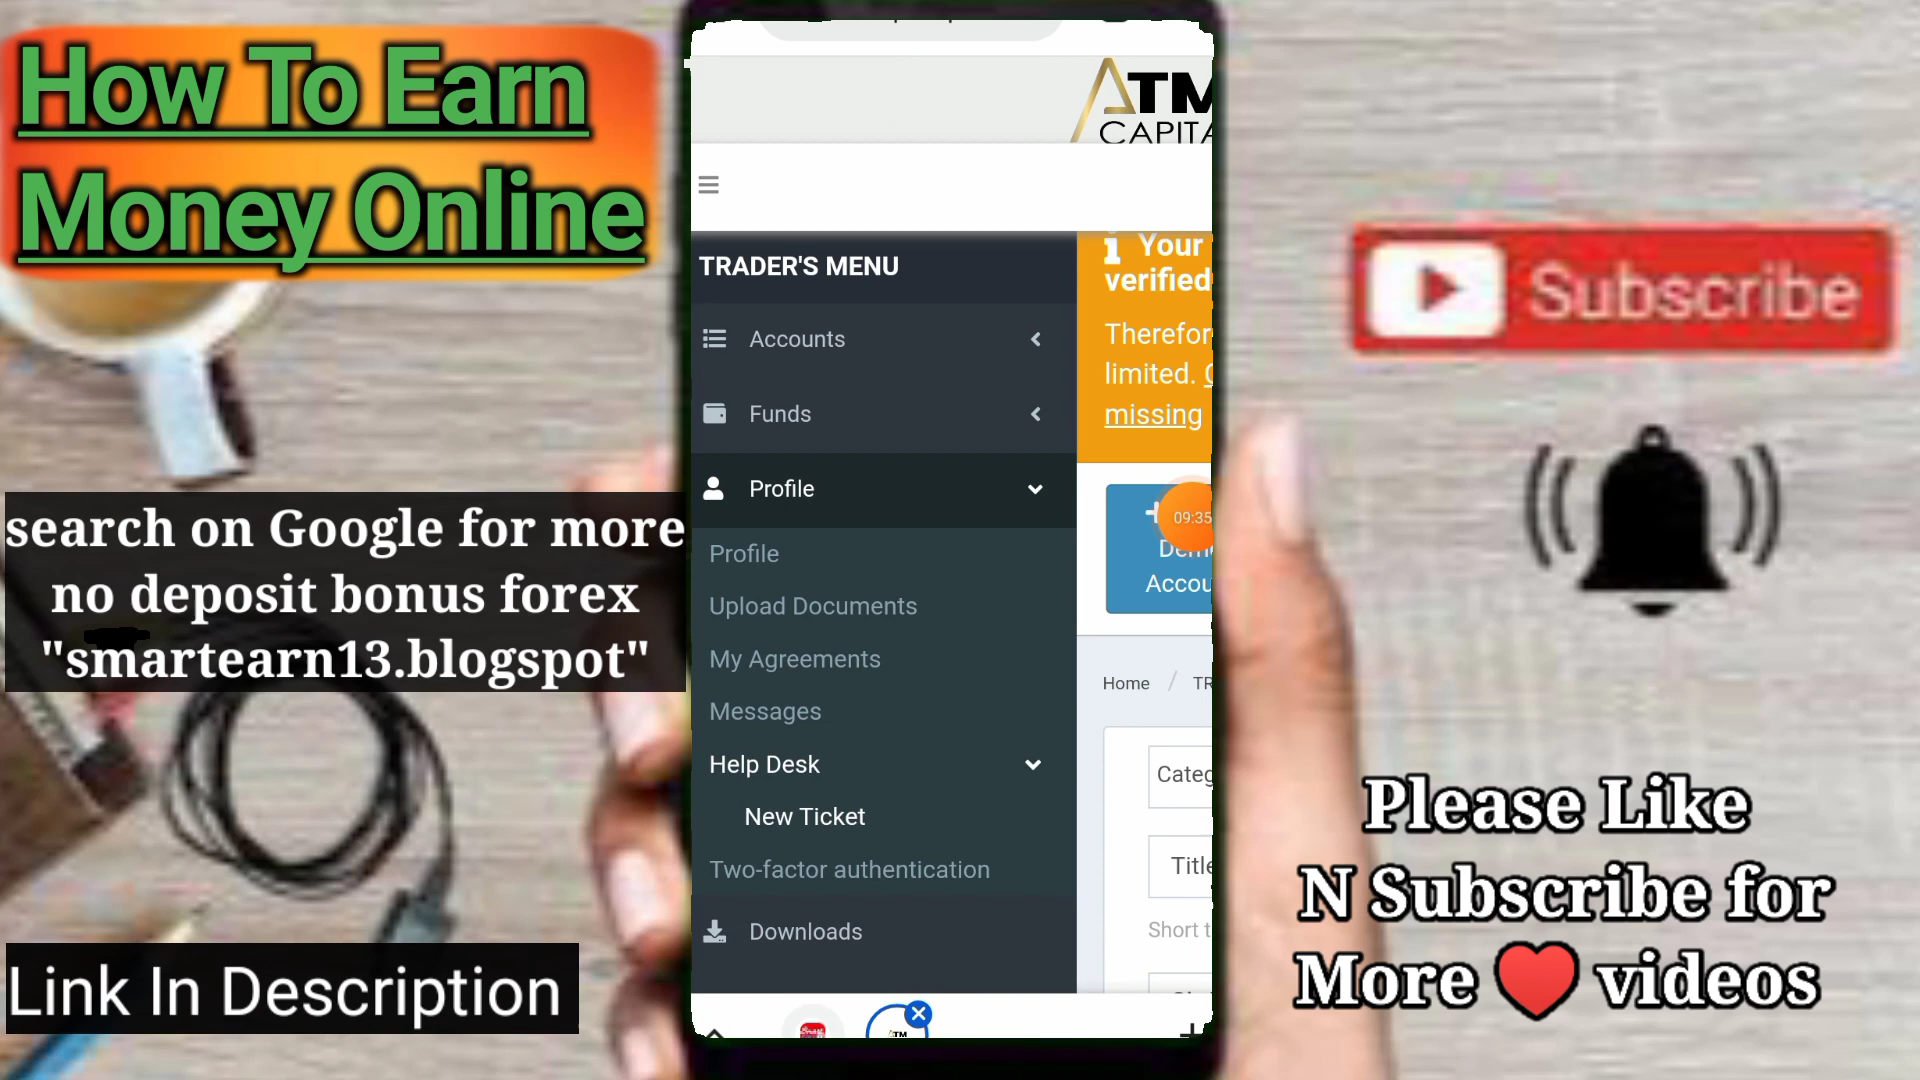 How To Earn
Money Online
search on Google for more
no deposit bonus forex
"smartearn13.blogspot"
Link In Description
ATM
CAPITA
TRADER'S MENU
Accounts
Funds
Profile
Profile
Upload Documents
My Agreements
Messages
Help Desk
New Ticket
Two-factor authentication
Downloads
Your
verified
Therefor
limited.
missing
09:35
Accou
Home / TR
Categ
Title
Short t
ATM
Subscribe
Please Like
N Subscribe for
More ❤ videos